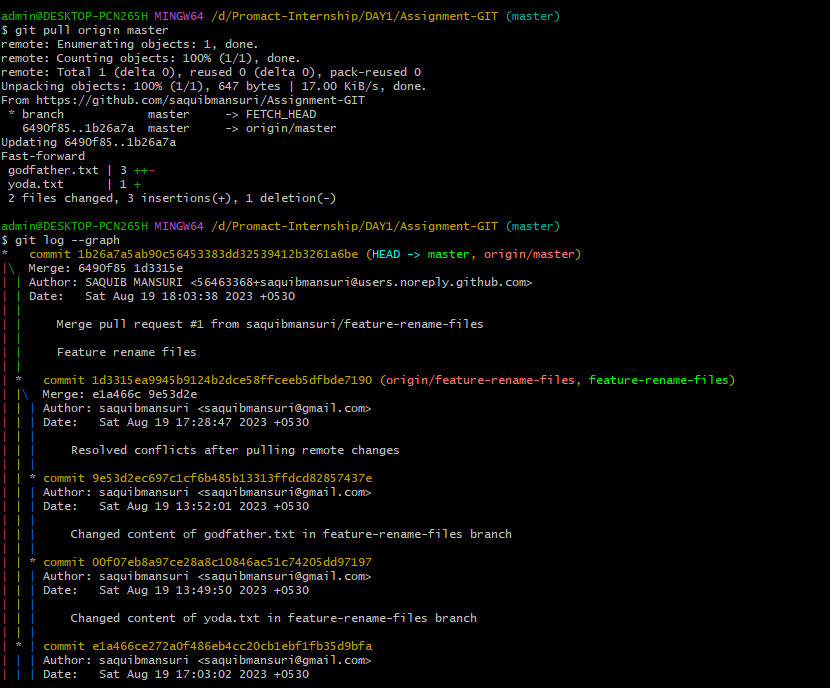 admin@DESKTOP-PCN265H MINGW64 /d/Promact-Internship/DAY1/Assignment-GIT (master)
$ git pull origin master
remote: Enumerating objects: 1, done.
remote: Counting objects: 100% (1/1), done.
remote: Total 1 (delta 0), reused 0 (delta 0), pack-reused 0
Unpacking objects: 100% (1/1), 647 bytes | 17.00 KiB/s, done.
From https://github.com/saquibmansuri/Assignment-GIT
 * branch            master     -> FETCH_HEAD
   6490f85..1b26a7a  master     -> origin/master
Updating 6490f85..1b26a7a
Fast-forward
 godfather.txt | 3 ++-
 yoda.txt      | 1 +
 2 files changed, 3 insertions(+), 1 deletion(-)

admin@DESKTOP-PCN265H MINGW64 /d/Promact-Internship/DAY1/Assignment-GIT (master)
$ git log --graph
*   commit 1b26a7a5ab90c56453383dd32539412b3261a6be (HEAD -> master, origin/master)
|\  Merge: 6490f85 1d3315e
| | Author: SAQUIB MANSURI <56463368+saquibmansuri@users.noreply.github.com>
| | Date:   Sat Aug 19 18:03:38 2023 +0530
| |
| |     Merge pull request #1 from saquibmansuri/feature-rename-files
| |
| |     Feature rename files
| |
| *   commit 1d3315ea9945b9124b2dce58ffceeb5dfbde7190 (origin/feature-rename-files, feature-rename-files)
| |\  Merge: e1a466c 9e53d2e
| | | Author: saquibmansuri <saquibmansuri@gmail.com>
| | | Date:   Sat Aug 19 17:28:47 2023 +0530
| | |
| | |     Resolved conflicts after pulling remote changes
| | |
| | * commit 9e53d2ec697c1cf6b485b13313ffdcd82857437e
| | | Author: saquibmansuri <saquibmansuri@gmail.com>
| | | Date:   Sat Aug 19 13:52:01 2023 +0530
| | |
| | |     Changed content of godfather.txt in feature-rename-files branch
| | |
| | * commit 00f07eb8a97ce28a8c10846ac51c74205dd97197
| | | Author: saquibmansuri <saquibmansuri@gmail.com>
| | | Date:   Sat Aug 19 13:49:50 2023 +0530
| | |
| | |     Changed content of yoda.txt in feature-rename-files branch
| | |
| * | commit e1a466ce272a0f486eb4cc20cb1ebf1fb35d9bfa
| | | Author: saquibmansuri <saquibmansuri@gmail.com>
| | | Date:   Sat Aug 19 17:03:02 2023 +0530